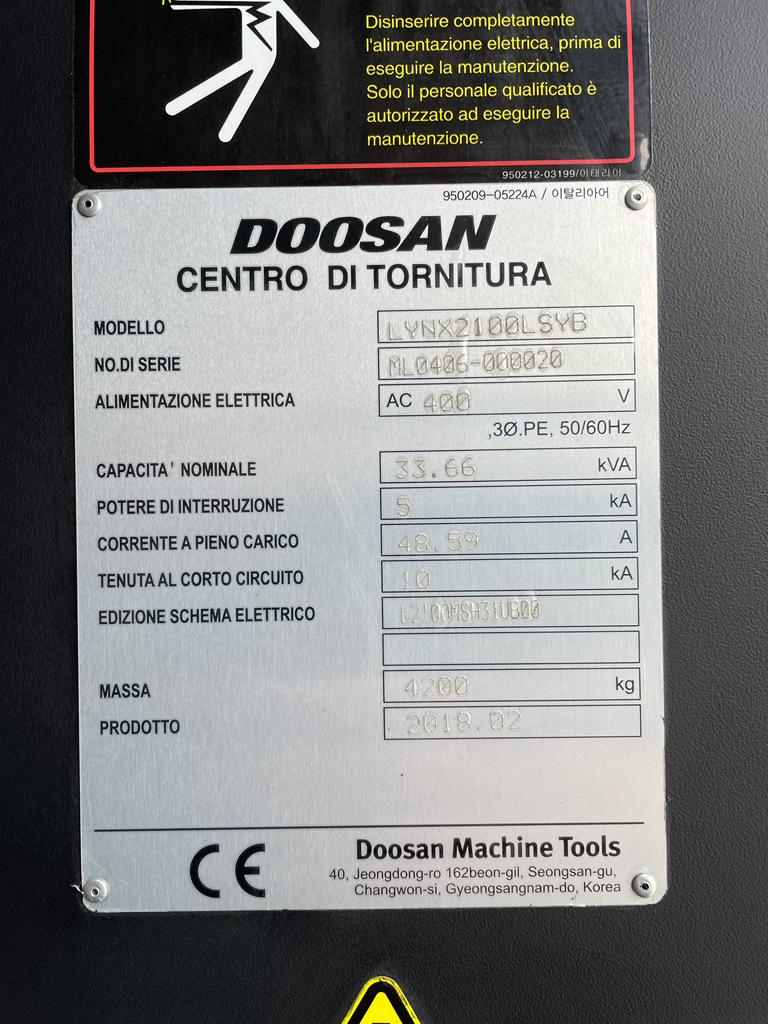 Disinserire completamente
l'alimentazione elettrica, prima di
eseguire la manutenzione.
Solo il personale qualificato è
autorizzato ad eseguire la
manutenzione.
950212-03199/이태리어
950209-05224A / 이탈리아어
DOOSAN
CENTRO DI TORNITURA
MODELLO LYNX2100LSYB
NO.DI SERIE ML0406-000020
ALIMENTAZIONE ELETTRICA AC 400 V
,3Ø.PE, 50/60Hz
CAPACITA' NOMINALE 33.66 kVA
POTERE DI INTERRUZIONE 5 kA
CORRENTE A PIENO CARICO 48.59 A
TENUTA AL CORTO CIRCUITO 10 kA
EDIZIONE SCHEMA ELETTRICO L2100MSH31UB00
MASSA 4200 kg
PRODOTTO 2018.02
CE
Doosan Machine Tools
40, Jeongdong-ro 162beon-gil, Seongsan-gu,
Changwon-si, Gyeongsangnam-do, Korea